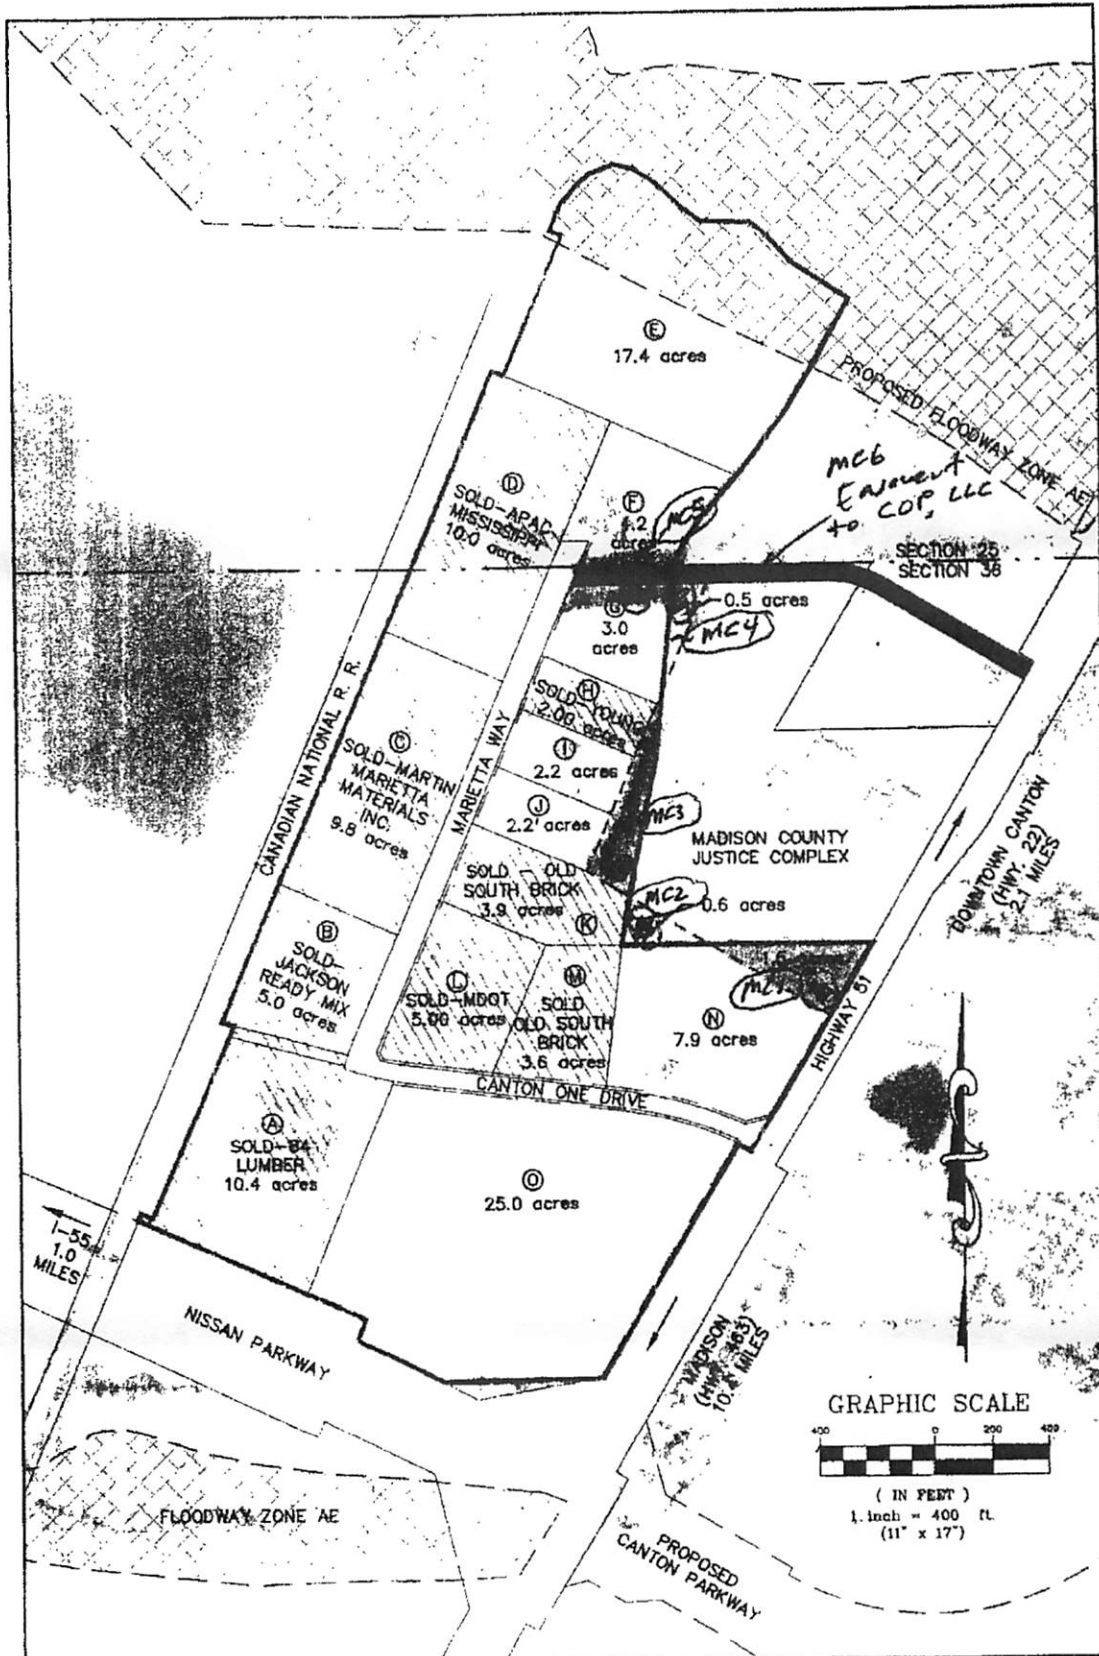 Ⓔ
17.4 acres
PROPOSED FLOODWAY ZONE AE
MC6
Easement
to COP, LLC
Ⓓ
SOLD-APAC
MISSISSIPPI
10.0 acres
Ⓕ
acres
MC5
SECTION 25
SECTION 36
0.5 acres
MC4
Ⓖ
3.0
acres
Ⓗ
SOLD-YOUNG
2.00 acres
Ⓘ
2.2 acres
Ⓙ
2.2 acres
MC3
CANADIAN NATIONAL R. R.
MARIETTA WAY
Ⓒ
SOLD-MARTIN
MARIETTA
MATERIALS
INC.
9.8 acres
MADISON COUNTY
JUSTICE COMPLEX
DOWNTOWN CANTON
(HWY. 22)
2.1 MILES
SOLD - OLD
SOUTH BRICK
3.9 acres
Ⓚ
MC2
0.6 acres
Ⓑ
SOLD-
JACKSON
READY MIX
5.0 acres
Ⓛ
SOLD-MDOT
5.00 acres
Ⓜ
SOLD
OLD SOUTH
BRICK
3.6 acres
MC1
Ⓝ
7.9 acres
HIGHWAY 51
CANTON ONE DRIVE
Ⓐ
SOLD-84
LUMBER
10.4 acres
Ⓞ
25.0 acres
I-55
1.0
MILES
NISSAN PARKWAY
MADISON
(HWY. 463)
10.4 MILES
GRAPHIC SCALE
400 0 200 400
( IN FEET )
1 inch = 400 ft.
(11" x 17")
FLOODWAY ZONE AE
PROPOSED
CANTON PARKWAY